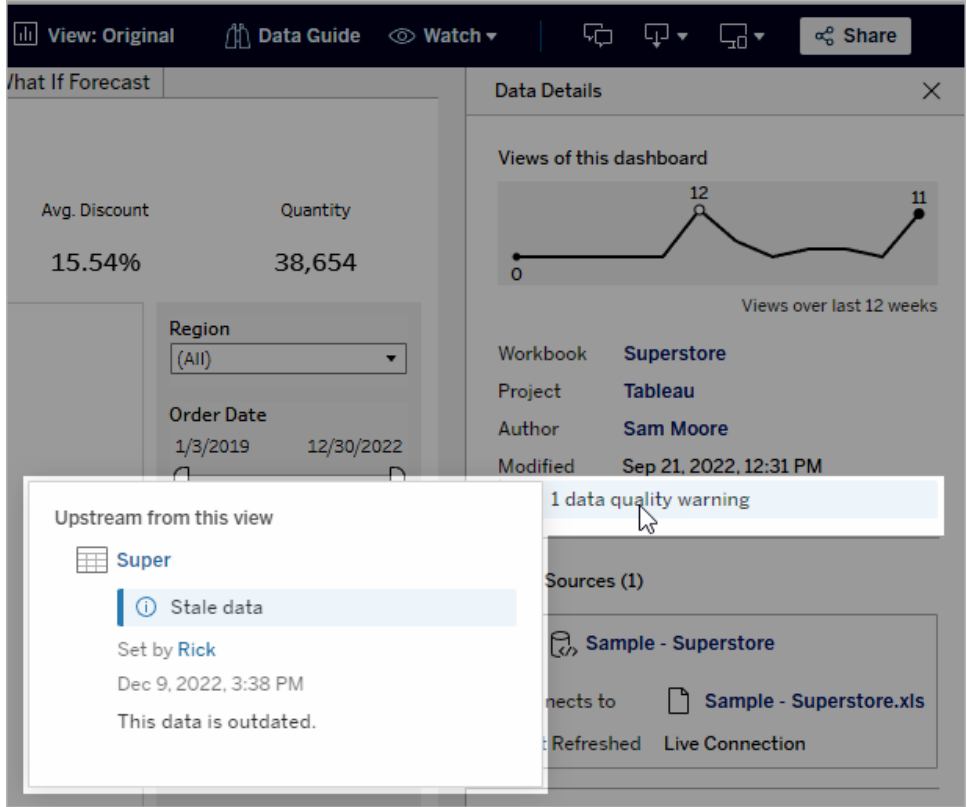 View: Original
Data Guide
Watch
Share
What If Forecast
Avg. Discount
Quantity
15.54%
38,654
Region
(All)
Order Date
1/3/2019
12/30/2022
Data Details
Views of this dashboard
12
11
0
Views over last 12 weeks
Workbook Superstore
Project Tableau
Author Sam Moore
Modified Sep 21, 2022, 12:31 PM
1 data quality warning
Upstream from this view
Super
Stale data
Set by Rick
Dec 9, 2022, 3:38 PM
This data is outdated.
Sources (1)
Sample - Superstore
nects to Sample - Superstore.xls
t Refreshed Live Connection